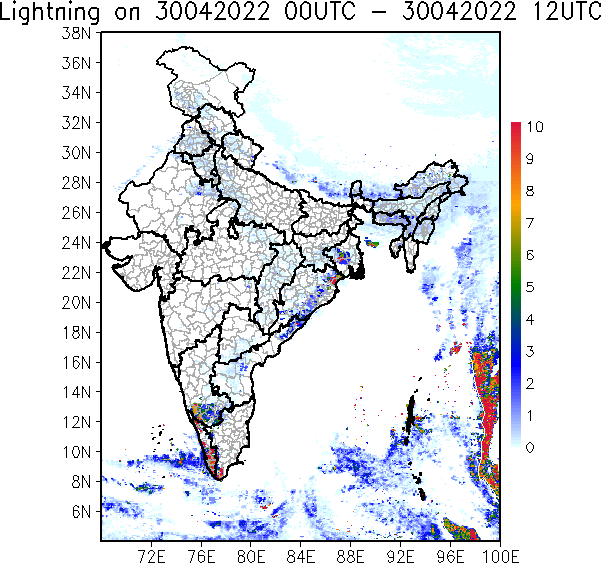 Lightning on 30042022 00UTC – 30042022 12UTC
38N
36N
34N
32N
30N
28N
26N
24N
22N
20N
18N
16N
14N
12N
10N
8N
6N
72E 76E 80E 84E 88E 92E 96E 100E
10
9
8
7
6
5
4
3
2
1
0